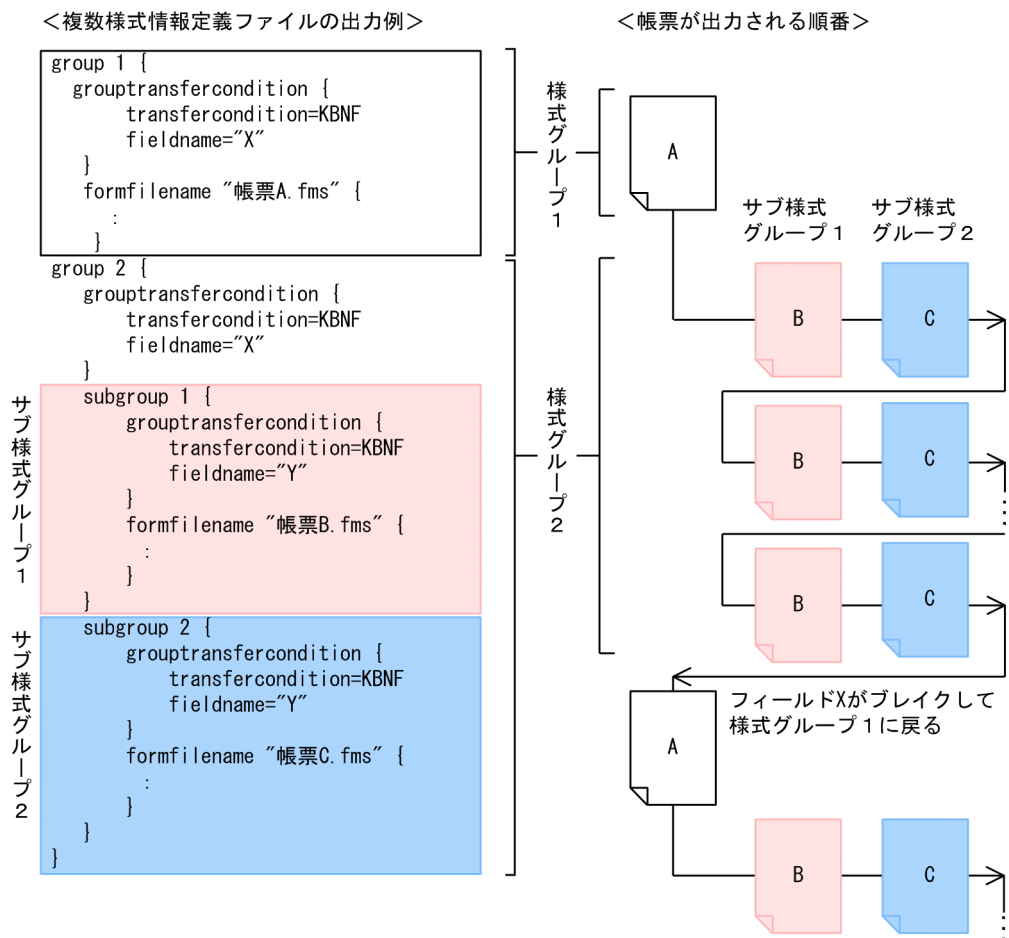 ＜複数様式情報定義ファイルの出力例＞
group 1 {
grouptransfercondition {
transfercondition=KBNF
fieldname="X"
}
formfilename "帳票A.fms" {
:
}
group 2 {
grouptransfercondition {
transfercondition=KBNF
fieldname="X"
}
subgroup 1 {
grouptransfercondition {
transfercondition=KBNF
fieldname="Y"
}
formfilename "帳票B.fms" {
:
}
}
subgroup 2 {
grouptransfercondition {
transfercondition=KBNF
fieldname="Y"
}
formfilename "帳票C.fms" {
:
}
}
}
サブ様式グループ1
サブ様式グループ2
様式グループ1
様式グループ2
＜帳票が出力される順番＞
A
サブ様式
グループ1
サブ様式
グループ2
B
C
B
C
B
C
フィールドXがブレイクして
様式グループ1に戻る
A
B
C